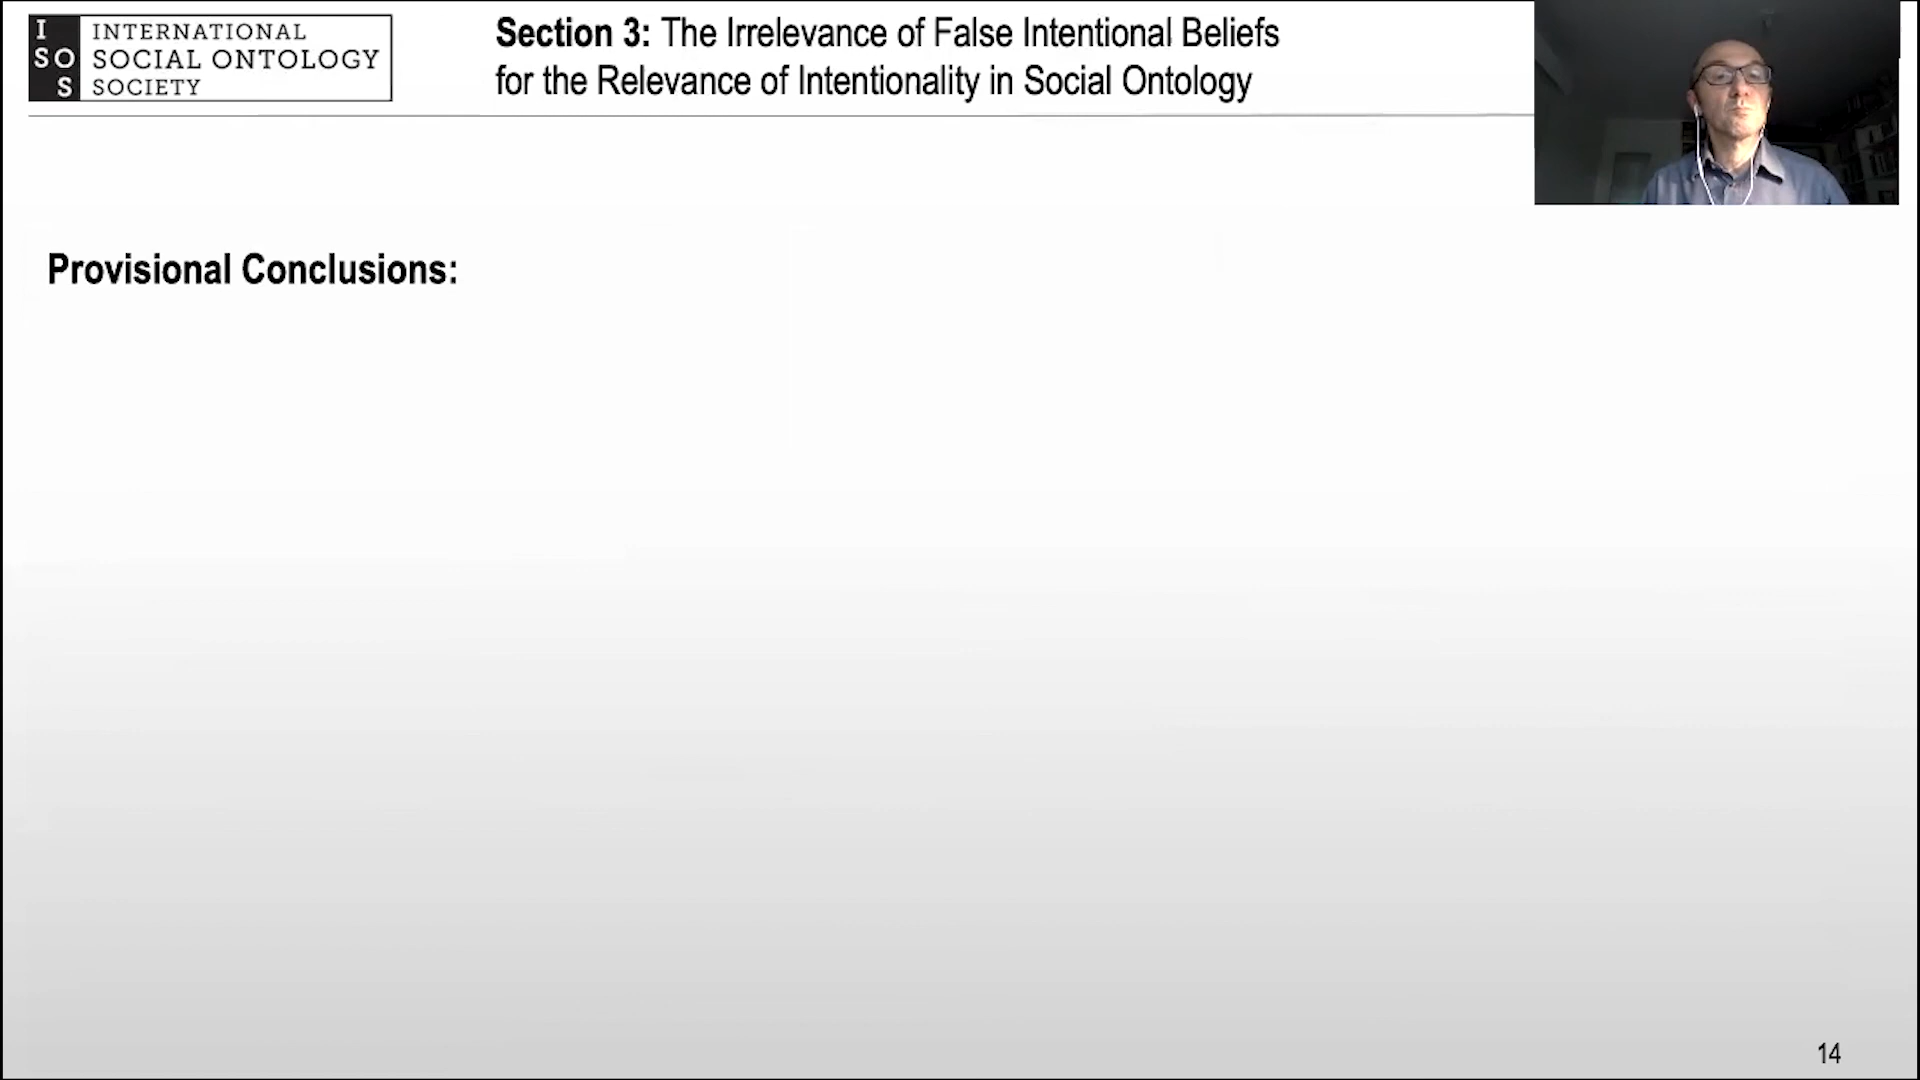 I
SO
S
INTERNATIONAL
SOCIAL ONTOLOGY
SOCIETY
Section 3: The Irrelevance of False Intentional Beliefs
for the Relevance of Intentionality in Social Ontology
Provisional Conclusions:
14